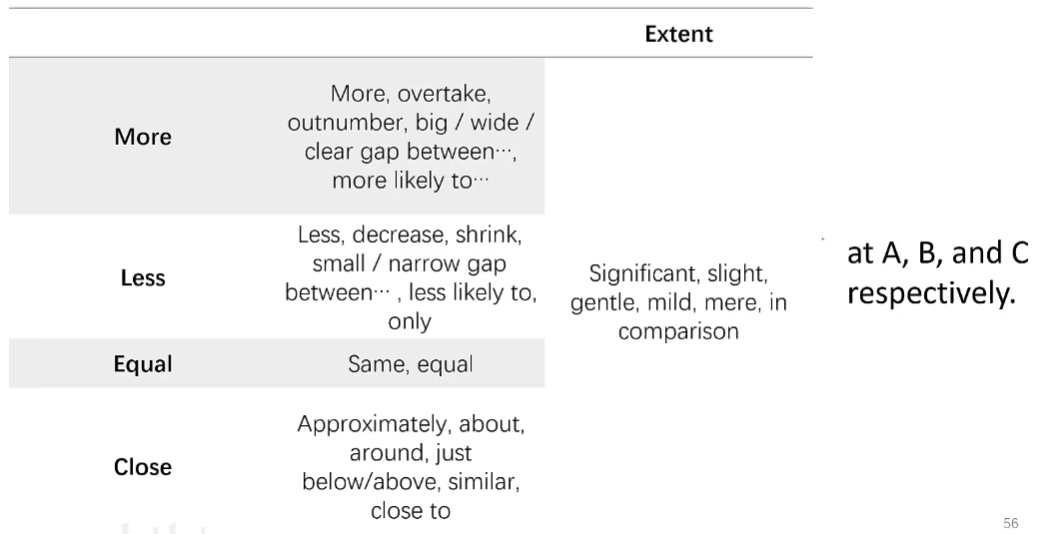 Extent
More
More, overtake,
outnumber, big / wide /
clear gap between…,
more likely to…
Less
Less, decrease, shrink,
small / narrow gap
between… , less likely to,
only
Significant, slight,
gentle, mild, mere, in
comparison
Equal
Same, equal
Close
Approximately, about,
around, just
below/above, similar,
close to
at A, B, and C
respectively.
56